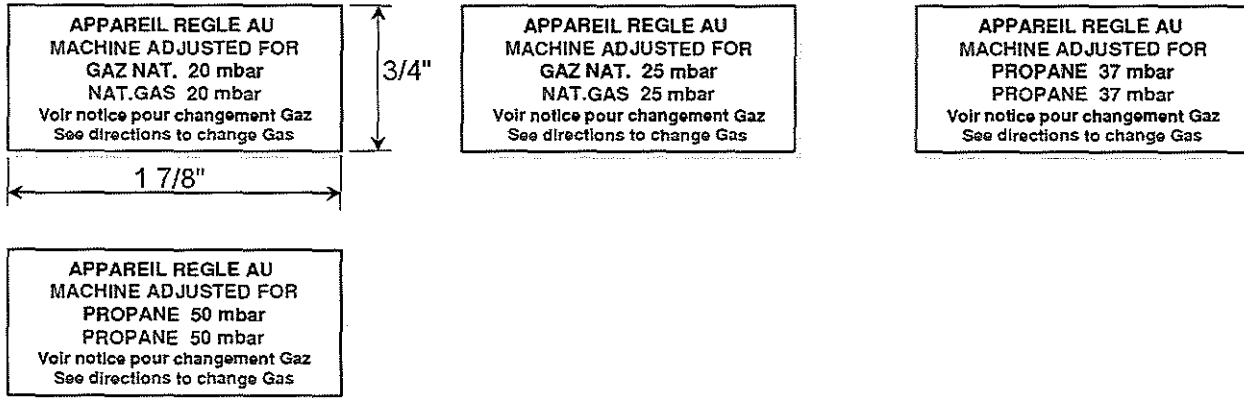 APPAREIL REGLE AU
MACHINE ADJUSTED FOR
GAZ NAT. 20 mbar
NAT.GAS 20 mbar
Voir notice pour changement Gaz
See directions to change Gas
3/4"
1 7/8"
APPAREIL REGLE AU
MACHINE ADJUSTED FOR
GAZ NAT. 25 mbar
NAT.GAS 25 mbar
Voir notice pour changement Gaz
See directions to change Gas
APPAREIL REGLE AU
MACHINE ADJUSTED FOR
PROPANE 37 mbar
PROPANE 37 mbar
Voir notice pour changement Gaz
See directions to change Gas
APPAREIL REGLE AU
MACHINE ADJUSTED FOR
PROPANE 50 mbar
PROPANE 50 mbar
Voir notice pour changement Gaz
See directions to change Gas